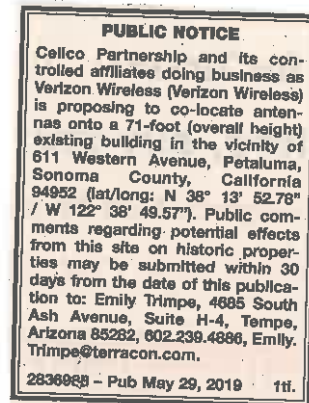 PUBLIC NOTICE
Cellco Partnership and its con-
trolled affiliates doing business as
Verizon Wireless (Verizon Wireless)
is proposing to co-locate anten-
nas onto a 71-foot (overall height)
existing building in the vicinity of
611 Western Avenue, Petaluma,
Sonoma County, California
94952 (lat/long: N 38° 13' 52.76"
/ W 122° 38' 49.57"). Public com-
ments regarding potential effects
from this site on historic proper-
ties may be submitted within 30
days from the date of this publica-
tion to: Emily Trimpe, 4685 South
Ash Avenue, Suite H-4, Tempe,
Arizona 85282, 602.239.4886, Emily.
Trimpe@terracon.com.
2836988 – Pub May 29, 2019 1ti.